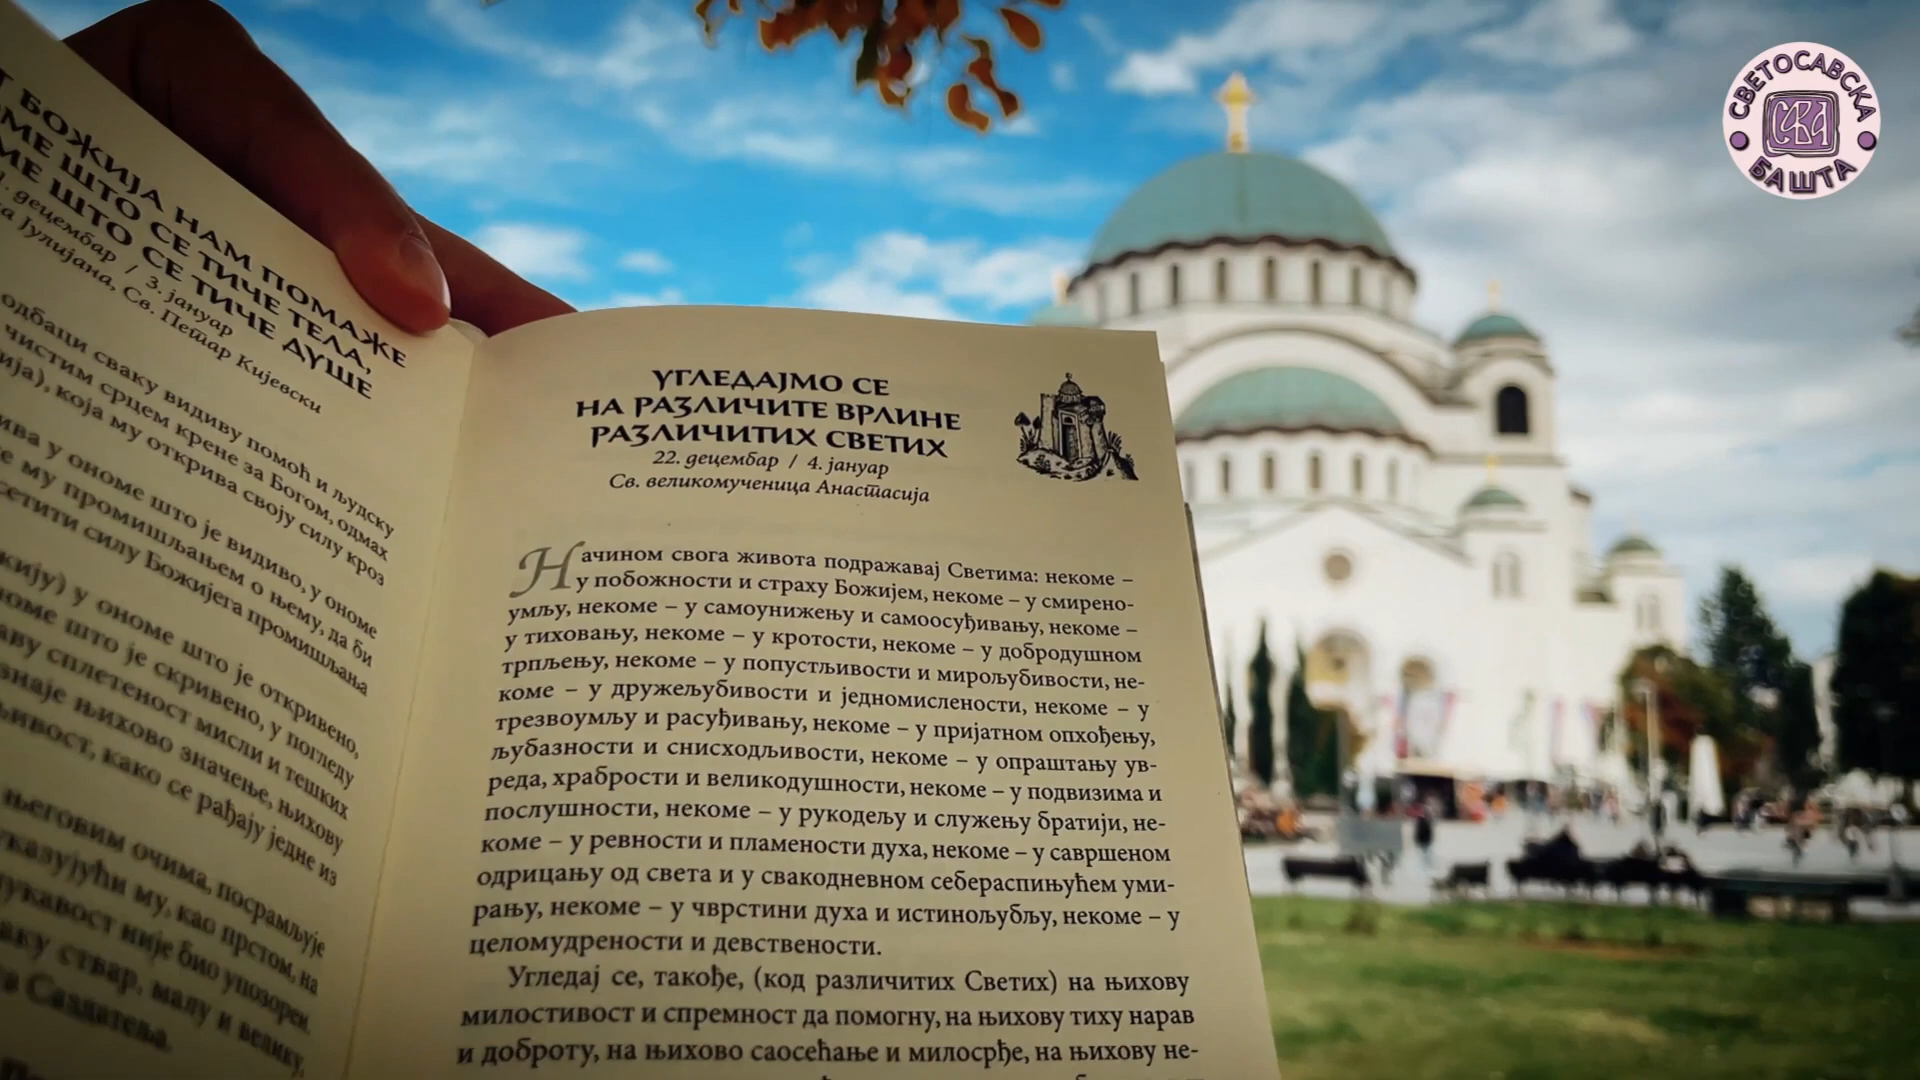 Т БОЖИЈА НАМ ПОМАЖЕ
ОМЕ ШТО СЕ ТИЧЕ ТЕЛА,
МЕ ШТО СЕ ТИЧЕ ДУШЕ
децембар / 3. јануар
Јулијана, Св. Петар Кијевски
одбаци сваку видиву помоћ и људску
чистим срцем крене за Богом, одмах
која му открива своју силу кроз
у ономе што је видиво, у ономе
му промишљањем о њему, да би
силу Божијега промишљања
у ономе што је откривено,
што је скривено, у погледу
сплетеност мисли и тешких
њихово значење, њихову
како се рађају једне из
његовим очима, посрамљује
му, као прстом, на
није био упозорен.
ствар, малу и велику,
Саздатеља.
УГЛЕДАЈМО СЕ
НА РАЗЛИЧИТЕ ВРЛИНЕ
РАЗЛИЧИТИХ СВЕТИХ
22. децембар / 4. јануар
Св. великомученица Анастасија
Начином свога живота подражавај Светима: некоме –
у побожности и страху Божијем, некоме – у смирено-
умљу, некоме – у самоунижењу и самоосуђивању, некоме –
у тиховању, некоме – у кротости, некоме – у добродушном
трпљењу, некоме – у попустљивости и мирољубивости, не-
коме – у дружељубивости и једномислености, некоме – у
трезвоумљу и расуђивању, некоме – у пријатном опхођењу,
љубазности и снисходљивости, некоме – у опраштању ув-
реда, храбрости и великодушности, некоме – у подвизима и
послушности, некоме – у рукодељу и служењу братији, не-
коме – у ревности и пламености духа, некоме – у савршеном
одрицању од света и у свакодневном себераспињућем уми-
рању, некоме – у чврстини духа и истинољубљу, некоме – у
целомудрености и девствености.
Угледај се, такође, (код различитих Светих) на њихову
милостивост и спремност да помогну, на њихову тиху нарав
и доброту, на њихово саосећање и милосрђе, на њихову не-
СВЕТОСАВСКА
САВА
БАШТА